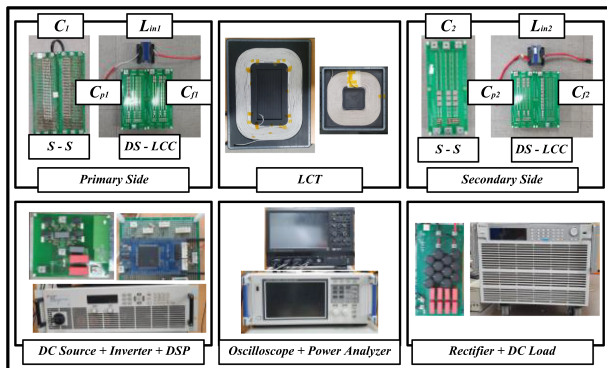 C1
Lin1
Cp1
Cf1
S - S
DS - LCC
Primary Side
LCT
C2
Lin2
Cp2
Cf2
S - S
DS - LCC
Secondary Side
DC Source + Inverter + DSP
Oscilloscope + Power Analyzer
Rectifier + DC Load